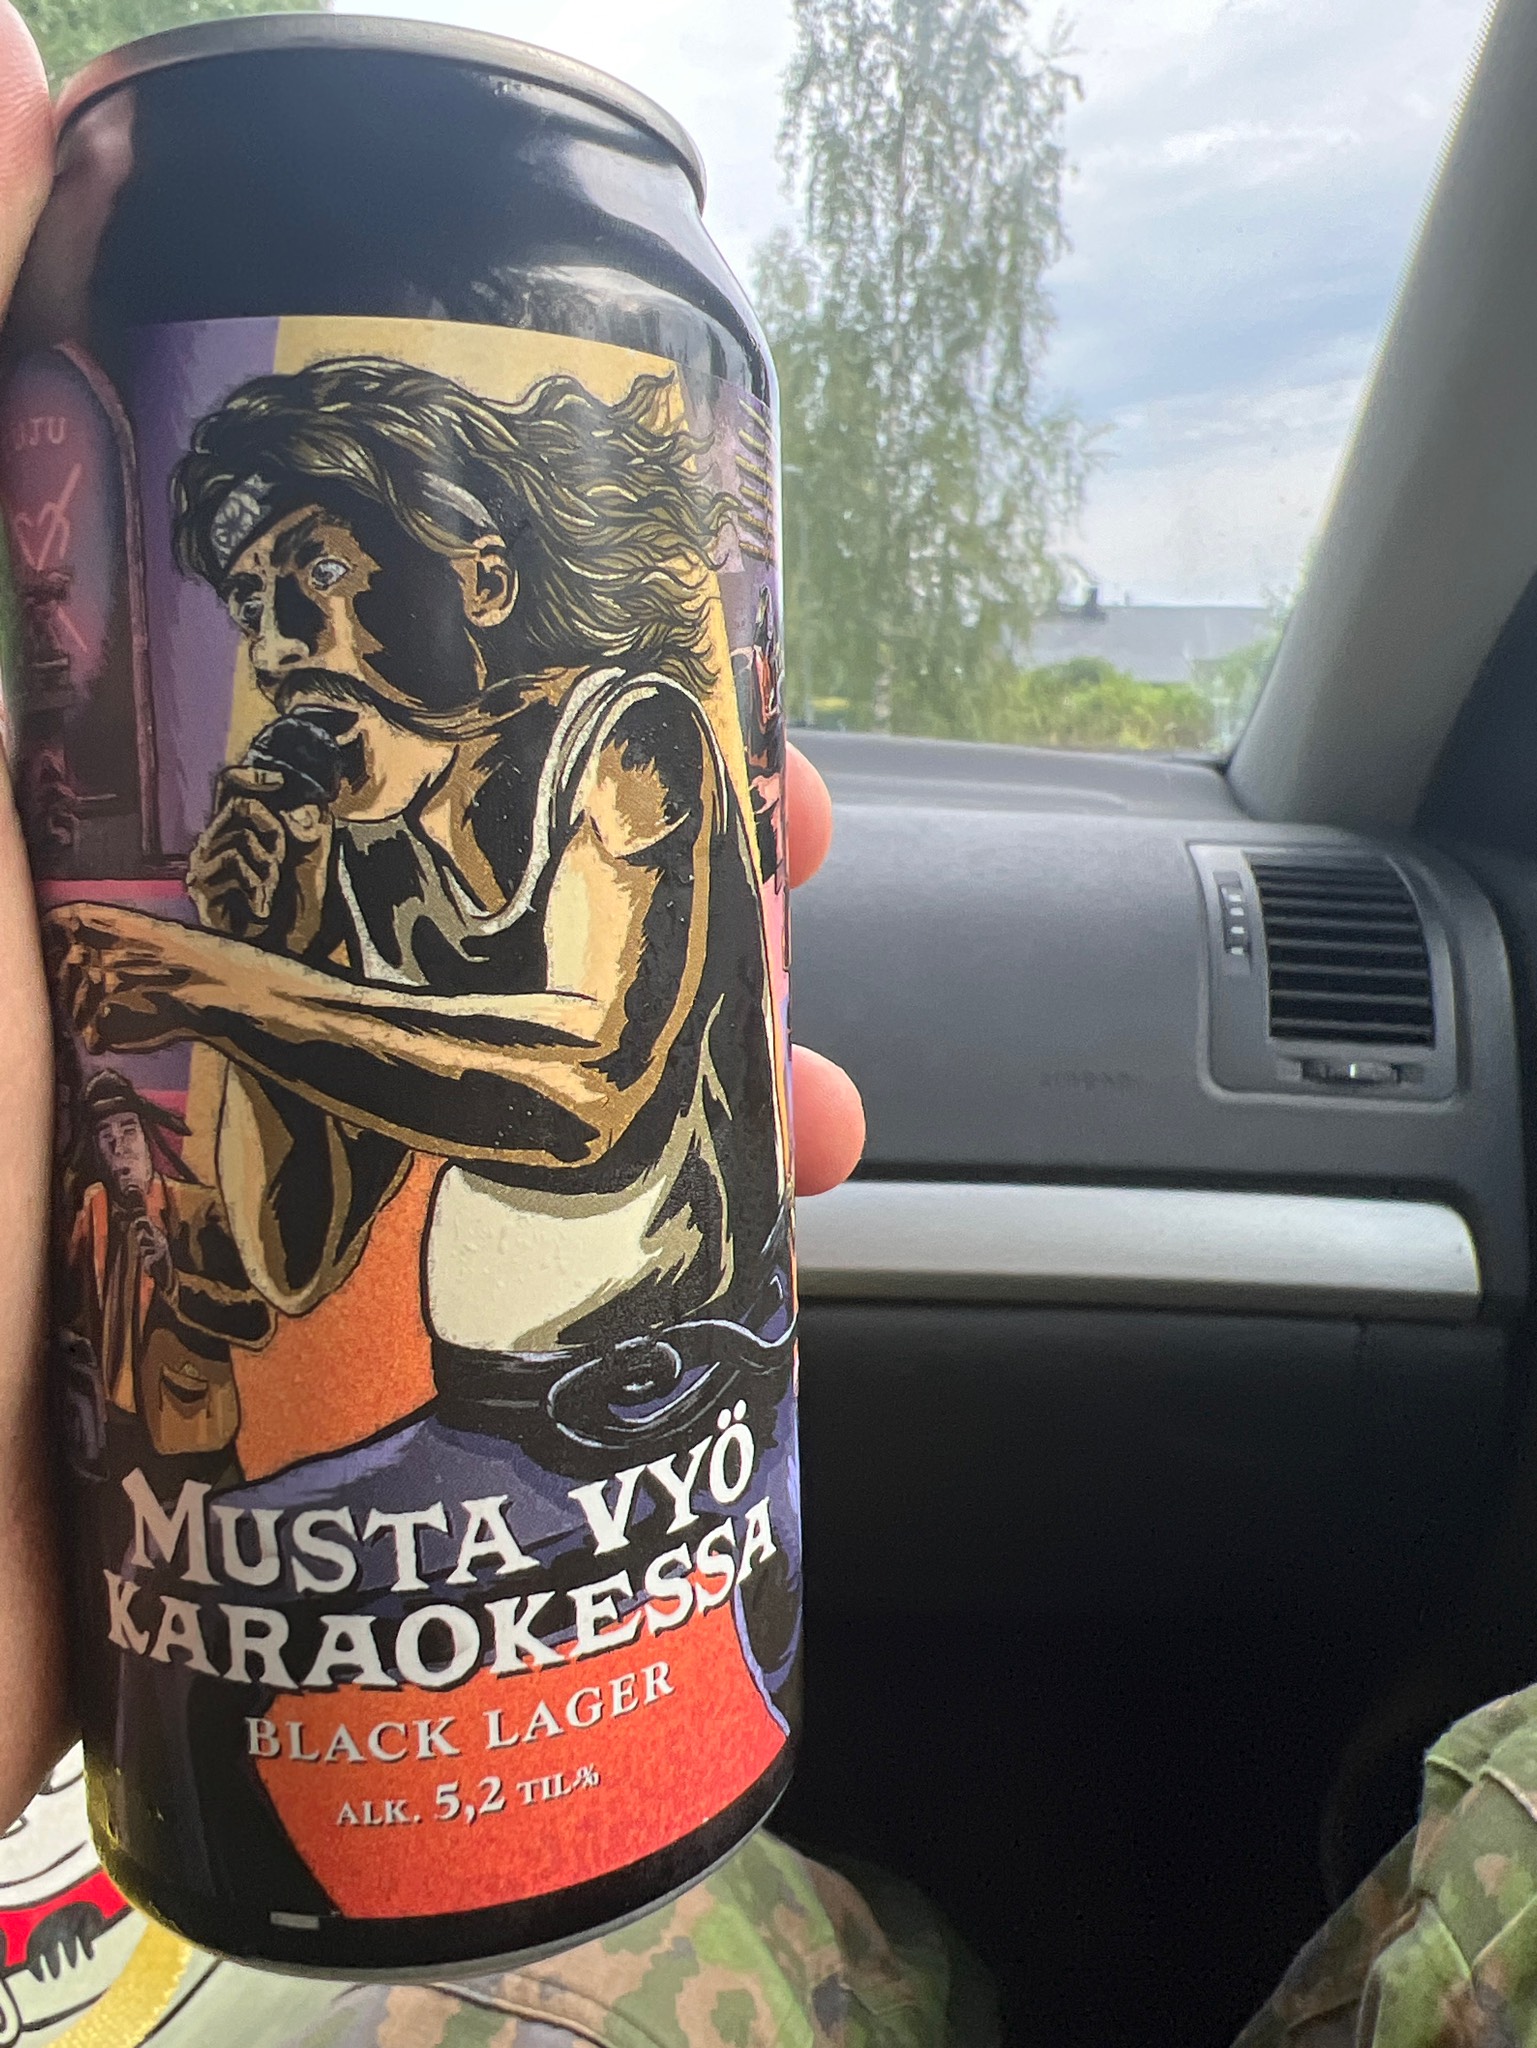 MUSTA VYÖ
KARAOKESSA
BLACK LAGER
ALK. 5,2 TIL-%